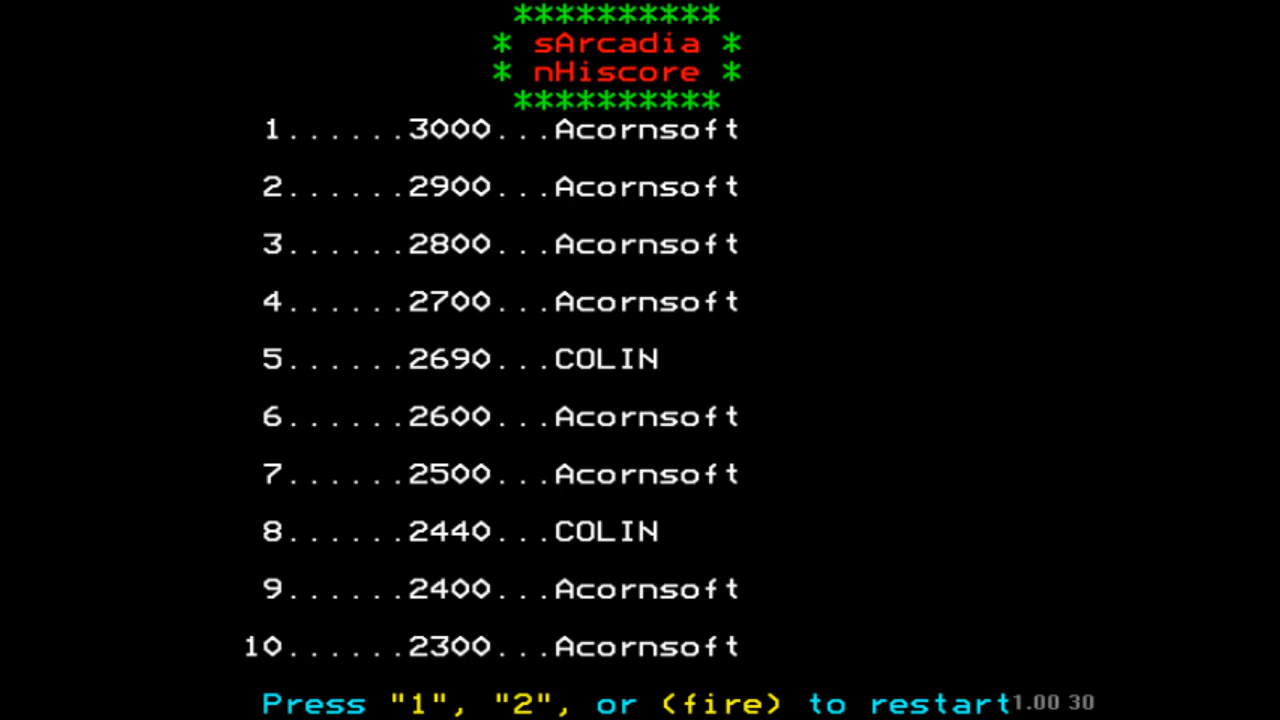 **********
* sArcadia *
* nHiscore *
**********
1......3000...Acornsoft
2......2900...Acornsoft
3......2800...Acornsoft
4......2700...Acornsoft
5......2690...COLIN
6......2600...Acornsoft
7......2500...Acornsoft
8......2440...COLIN
9......2400...Acornsoft
10......2300...Acornsoft
Press "1", "2", or (fire) to restart1.00 30